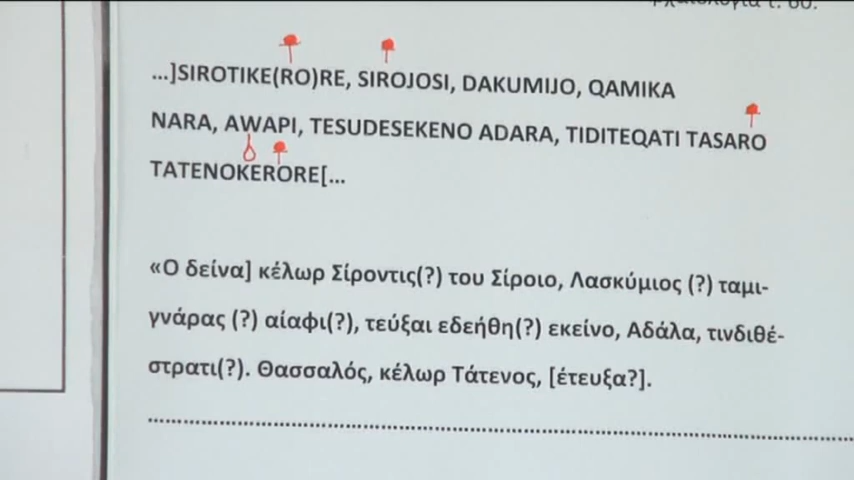 ...]SIROTIKE(RO)RE, SIROJOSI, DAKUMIJO, QAMIKA
NARA, AWAPI, TESUDESEKENO ADARA, TIDITEQATI TASARO
TATENOKERORE[...
«Ο δείνα] κέλωρ Σίροντις(?) του Σίροιο, Λασκύμιος (?) ταμι-
γνάρας (?) αίαφι(?), τεύξαι εδεήθη(?) εκείνο, Αδάλα, τινδιθέ-
στρατι(?). Θασσαλός, κέλωρ Τάτενος, [έτευξα?].